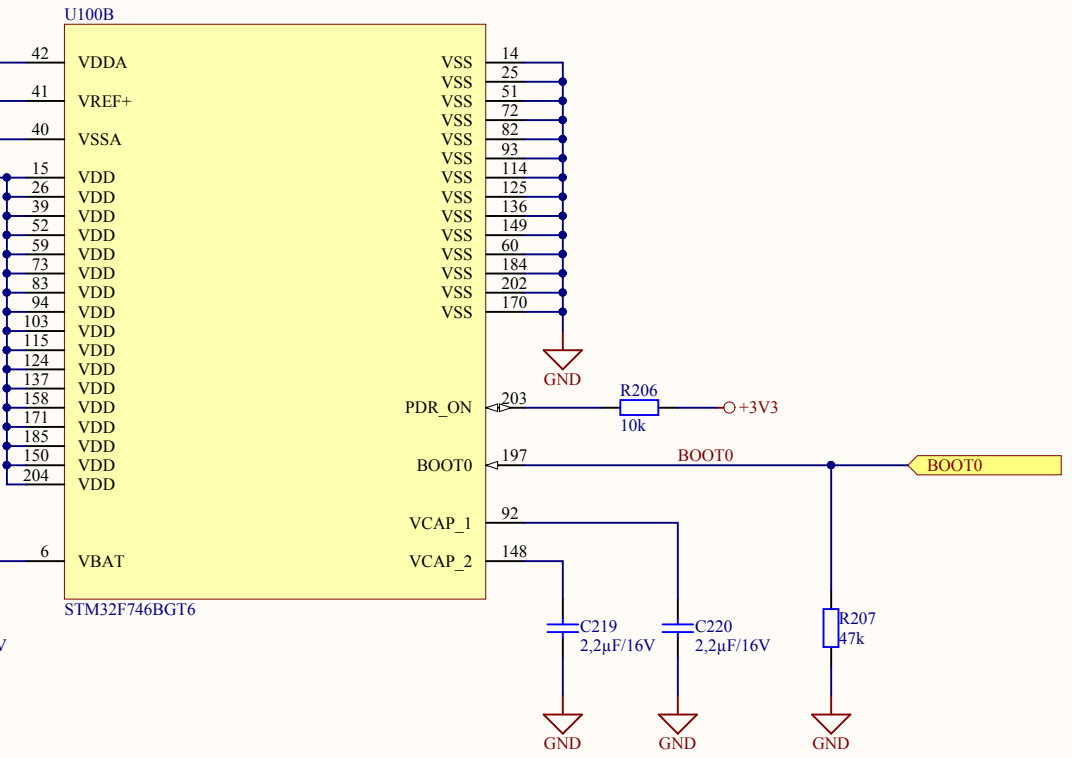 U100B
42 VDDA VSS 14
VSS 25
41 VREF+ VSS 51
VSS 72
40 VSSA VSS 82
VSS 93
15 VDD VSS 114
26 VDD VSS 125
39 VDD VSS 136
52 VDD VSS 149
59 VDD VSS 60
73 VDD VSS 184
83 VDD VSS 202
94 VDD VSS 170
103 VDD
115 VDD
124 VDD
GND
137 VDD
R206
158 VDD PDR_ON 203 +3V3
10k
171 VDD
185 VDD
150 VDD BOOT0 197 BOOT0 BOOT0
204 VDD
VCAP_1 92
6 VBAT VCAP_2 148
STM32F746BGT6
C219 C220 R207
V 2,2µF/16V 2,2µF/16V 47k
GND GND GND